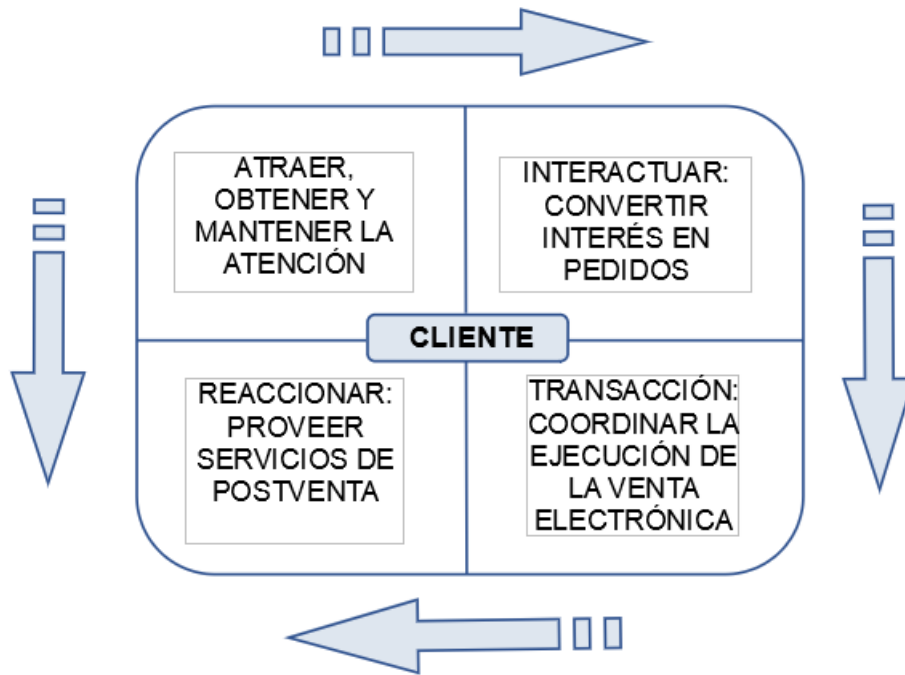 ATRAER,
OBTENER Y
MANTENER LA
ATENCIÓN
INTERACTUAR:
CONVERTIR
INTERÉS EN
PEDIDOS
CLIENTE
REACCIONAR:
PROVEER
SERVICIOS DE
POSTVENTA
TRANSACCIÓN:
COORDINAR LA
EJECUCIÓN DE
LA VENTA
ELECTRÓNICA